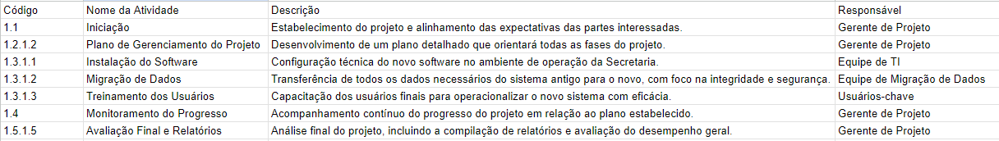 Código Nome da Atividade Descrição Responsável
1.1 Iniciação Estabelecimento do projeto e alinhamento das expectativas das partes interessadas. Gerente de Projeto
1.2.1.2 Plano de Gerenciamento do Projeto Desenvolvimento de um plano detalhado que orientará todas as fases do projeto. Gerente de Projeto
1.3.1.1 Instalação do Software Configuração técnica do novo software no ambiente de operação da Secretaria. Equipe de TI
1.3.1.2 Migração de Dados Transferência de todos os dados necessários do sistema antigo para o novo, com foco na integridade e segurança. Equipe de Migração de Dados
1.3.1.3 Treinamento dos Usuários Capacitação dos usuários finais para operacionalizar o novo sistema com eficácia. Usuários-chave
1.4 Monitoramento do Progresso Acompanhamento contínuo do progresso do projeto em relação ao plano estabelecido. Gerente de Projeto
1.5.1.5 Avaliação Final e Relatórios Análise final do projeto, incluindo a compilação de relatórios e avaliação do desempenho geral. Gerente de Projeto